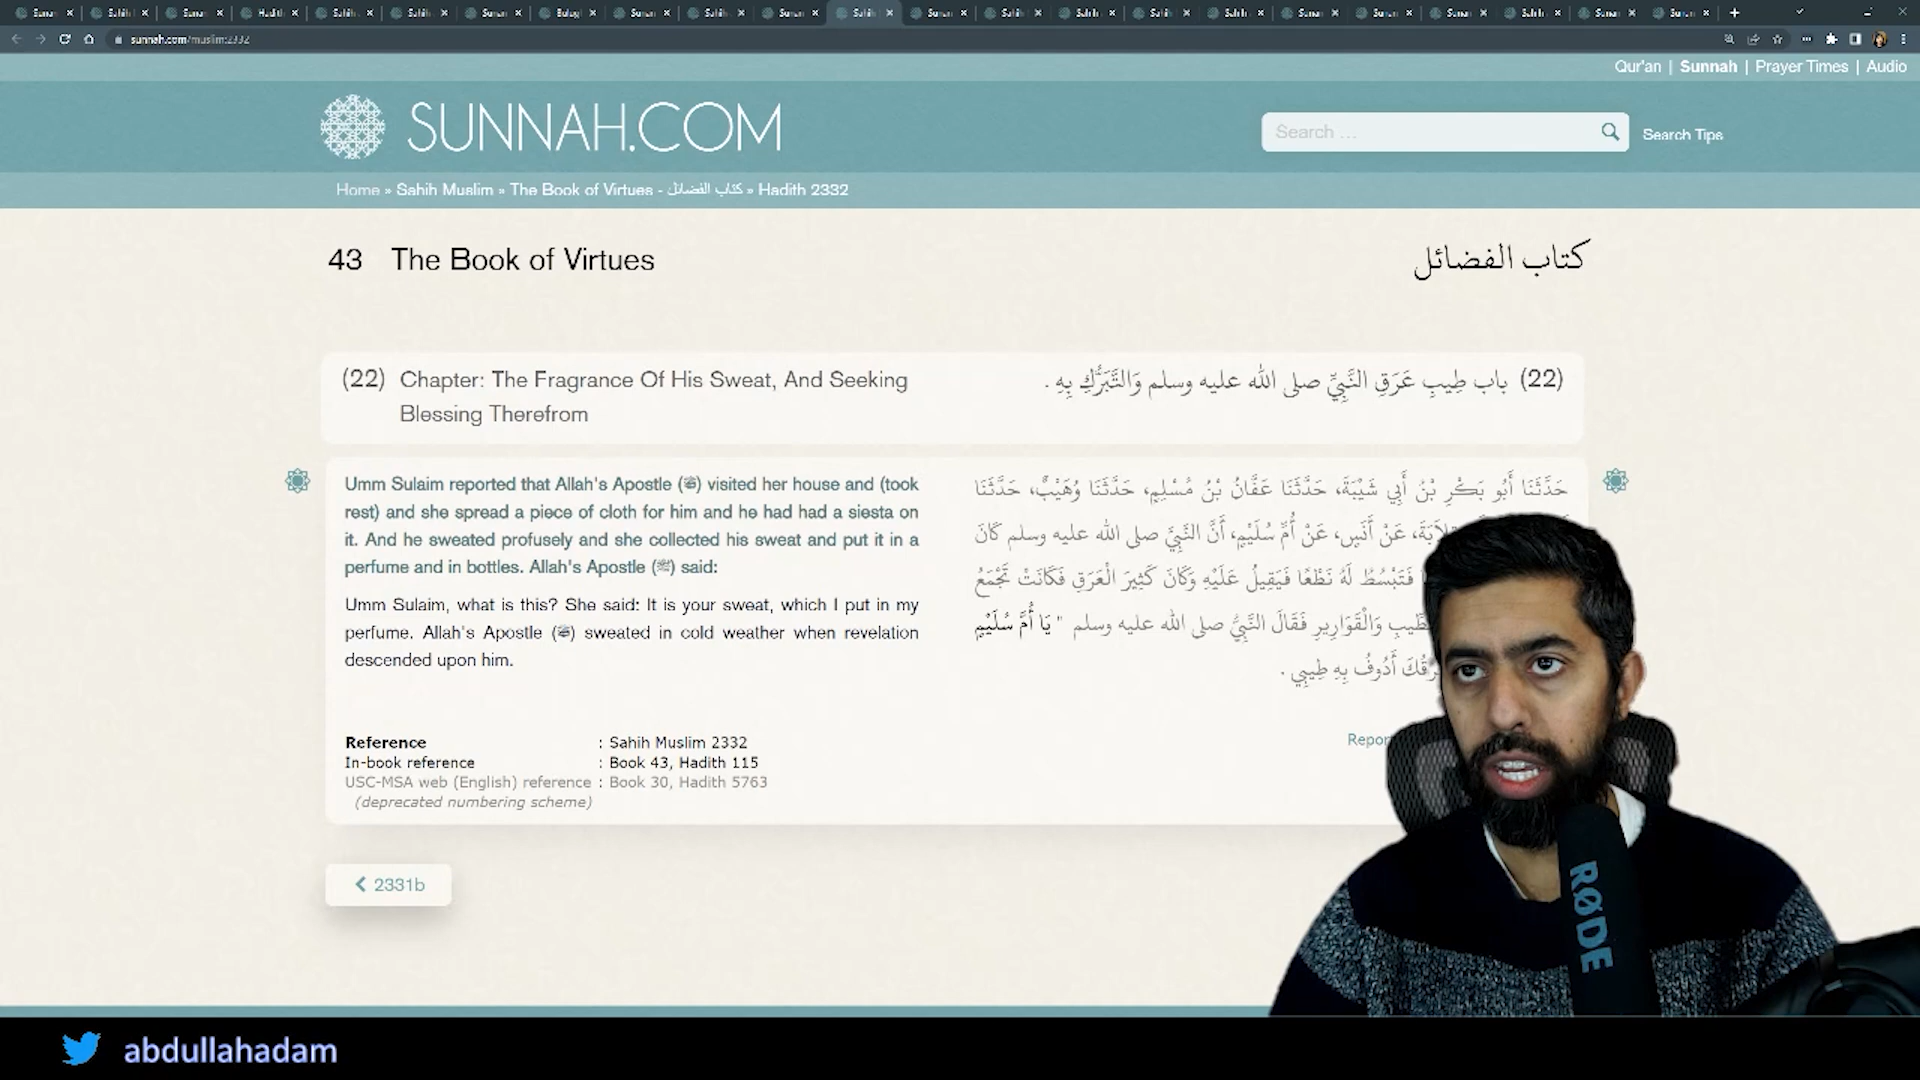 sunnah.com/muslim:2332
Qur'an | Sunnah | Prayer Times | Audio
SUNNAH.COM
Search ...
Search Tips
Home » Sahih Muslim » The Book of Virtues - كتاب الفضائل » Hadith 2332
43 The Book of Virtues
كتاب الفضائل
(22) Chapter: The Fragrance Of His Sweat, And Seeking
Blessing Therefrom
(22) باب طِيبِ عَرَقِ النَّبِيِّ صلى الله عليه وسلم وَالتَّبَرُّكِ بِهِ .
Umm Sulaim reported that Allah's Apostle (ﷺ) visited her house and (took
rest) and she spread a piece of cloth for him and he had had a siesta on
it. And he sweated profusely and she collected his sweat and put it in a
perfume and in bottles. Allah's Apostle (ﷺ) said:
Umm Sulaim, what is this? She said: It is your sweat, which I put in my
perfume. Allah's Apostle (ﷺ) sweated in cold weather when revelation
descended upon him.
حَدَّثَنَا أَبُو بَكْرِ بْنُ أَبِي شَيْبَةَ، حَدَّثَنَا عَفَّانُ بْنُ مُسْلِمٍ، حَدَّثَنَا وُهَيْبٌ، حَدَّثَنَا
عَنْ أَنَسٍ، عَنْ أُمِّ سُلَيْمٍ، أَنَّ النَّبِيَّ صلى الله عليه وسلم كَانَ
فَتَبْسُطُ لَهُ نَطْعًا فَيَقِيلُ عَلَيْهِ وَكَانَ كَثِيرَ الْعَرَقِ فَكَانَتْ تَجْمَعُ
وَالْقَوَارِيرِ فَقَالَ النَّبِيُّ صلى الله عليه وسلم " يَا أُمَّ سُلَيْمٍ
أَدُوفُ بِهِ طِيبِي .
Reference : Sahih Muslim 2332
In-book reference : Book 43, Hadith 115
USC-MSA web (English) reference : Book 30, Hadith 5763
(deprecated numbering scheme)
2331b
RØDE
abdullahadam